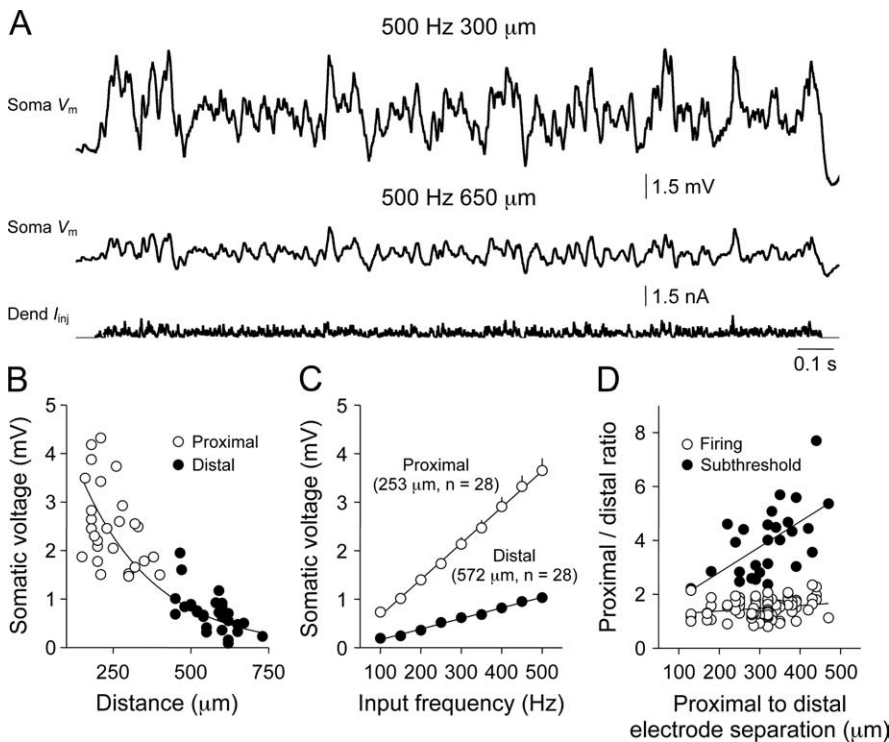 A
500 Hz 300 μm
Soma Vm
1.5 mV
500 Hz 650 μm
Soma Vm
1.5 nA
Dend Iinj
0.1 s
B
5
4
3
2
1
0
Somatic voltage (mV)
Proximal
Distal
250
500
750
Distance (μm)
C
5
4
3
2
1
0
Somatic voltage (mV)
Proximal
(253 μm, n = 28)
Distal
(572 μm, n = 28)
100
200
300
400
500
Input frequency (Hz)
D
8
6
4
2
0
Proximal / distal ratio
Firing
Subthreshold
100
200
300
400
500
Proximal to distal
electrode separation (μm)